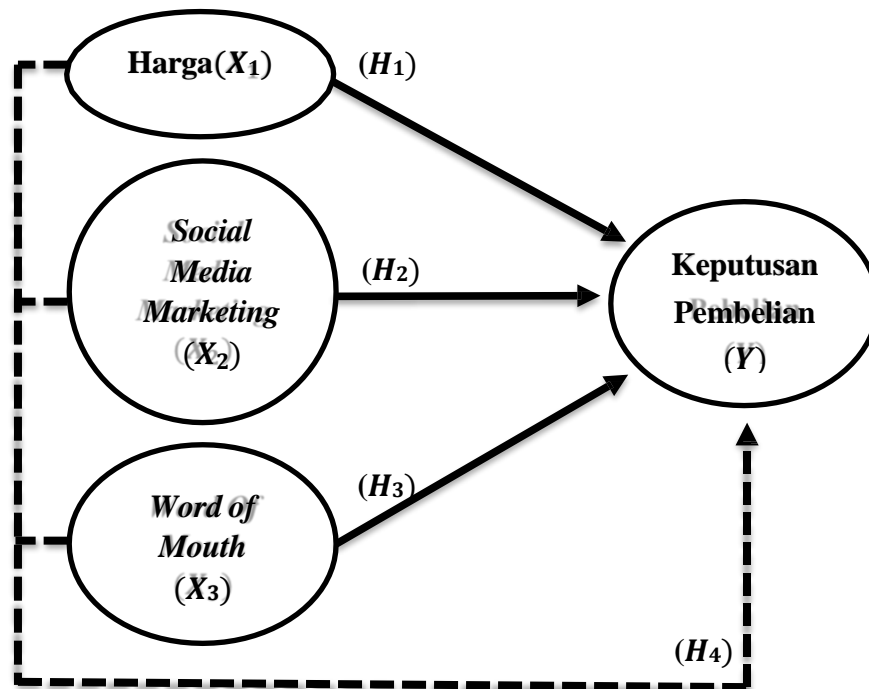 Harga(X₁)
(H₁)
Social
Media
Marketing
(X₂)
(H₂)
Keputusan
Pembelian
(Y)
Word of
Mouth
(X₃)
(H₃)
(H₄)